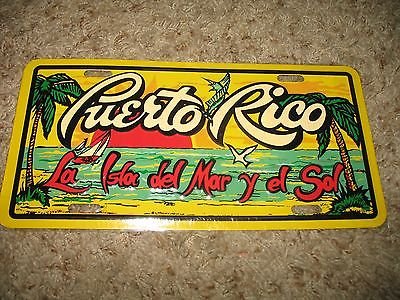 Puerto Rico
La Isla del Mar y el Sol